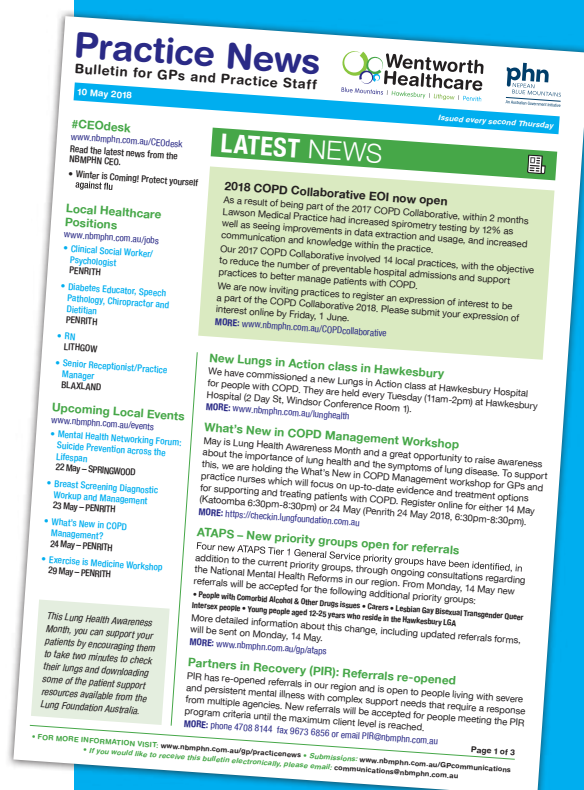 Practice News
Bulletin for GPs and Practice Staff
Wentworth
Healthcare
Blue Mountains | Hawkesbury | Lithgow | Penrith
phn
NEPEAN
BLUE MOUNTAINS
An Australian Government Initiative
10 May 2018
Issued every second Thursday
#CEOdesk
www.nbmphn.com.au/CEOdesk
Read the latest news from the
NBMPHN CEO.
• Winter is Coming! Protect yourself
against flu
Local Healthcare
Positions
www.nbmphn.com.au/jobs
• Clinical Social Worker/
Psychologist
PENRITH
• Diabetes Educator, Speech
Pathology, Chiropractor and
Dietitian
PENRITH
• RN
LITHGOW
• Senior Receptionist/Practice
Manager
BLAXLAND
Upcoming Local Events
www.nbmphn.com.au/events
• Mental Health Networking Forum:
Suicide Prevention across the
Lifespan
22 May – SPRINGWOOD
• Breast Screening Diagnostic
Workup and Management
23 May – PENRITH
• What's New in COPD
Management?
24 May – PENRITH
• Exercise is Medicine Workshop
29 May – PENRITH
This Lung Health Awareness
Month, you can support your
patients by encouraging them
to take two minutes to check
their lungs and downloading
some of the patient support
resources available from the
Lung Foundation Australia.
LATEST NEWS
2018 COPD Collaborative EOI now open
As a result of being part of the 2017 COPD Collaborative, within 2 months
Lawson Medical Practice had increased spirometry testing by 12% as
well as seeing improvements in data extraction and usage, and increased
communication and knowledge within the practice.
Our 2017 COPD Collaborative involved 14 local practices, with the objective
to reduce the number of preventable hospital admissions and support
practices to better manage patients with COPD.
We are now inviting practices to register an expression of interest to be
a part of the COPD Collaborative 2018. Please submit your expression of
interest online by Friday, 1 June.
MORE: www.nbmphn.com.au/COPDcollaborative
New Lungs in Action class in Hawkesbury
We have commissioned a new Lungs in Action class at Hawkesbury Hospital
for people with COPD. They are held every Tuesday (11am-2pm) at Hawkesbury
Hospital (2 Day St, Windsor Conference Room 1).
MORE: www.nbmphn.com.au/lunghealth
What's New in COPD Management Workshop
May is Lung Health Awareness Month and a great opportunity to raise awareness
about the importance of lung health and the symptoms of lung disease. To support
this, we are holding the What's New in COPD Management workshop for GPs and
practice nurses which will focus on up-to-date evidence and treatment options
for supporting and treating patients with COPD. Register online for either 14 May
(Katoomba 6:30pm-8:30pm) or 24 May (Penrith 24 May 2018, 6:30pm-8:30pm).
MORE: https://checkin.lungfoundation.com.au
ATAPS – New priority groups open for referrals
Four new ATAPS Tier 1 General Service priority groups have been identified, in
addition to the current priority groups, through ongoing consultations regarding
the National Mental Health Reforms in our region. From Monday, 14 May new
referrals will be accepted for the following additional priority groups:
• People with Comorbid Alcohol & Other Drugs issues • Carers • Lesbian Gay Bisexual Transgender Queer
Intersex people • Young people aged 12-25 years who reside in the Hawkesbury LGA
More detailed information about this change, including updated referrals forms,
will be sent on Monday, 14 May.
MORE: www.nbmphn.com.au/gp/ataps
Partners in Recovery (PIR): Referrals re-opened
PIR has re-opened referrals in our region and is open to people living with severe
and persistent mental illness with complex support needs that require a response
from multiple agencies. New referrals will be accepted for people meeting the PIR
program criteria until the maximum client level is reached.
MORE: phone 4708 8144 fax 9673 6856 or email PIR@nbmphn.com.au
Page 1 of 3
• FOR MORE INFORMATION VISIT: www.nbmphn.com.au/gp/practicenews • Submissions: www.nbmphn.com.au/GPcommunications
• If you would like to receive this bulletin electronically, please email: communications@nbmphn.com.au